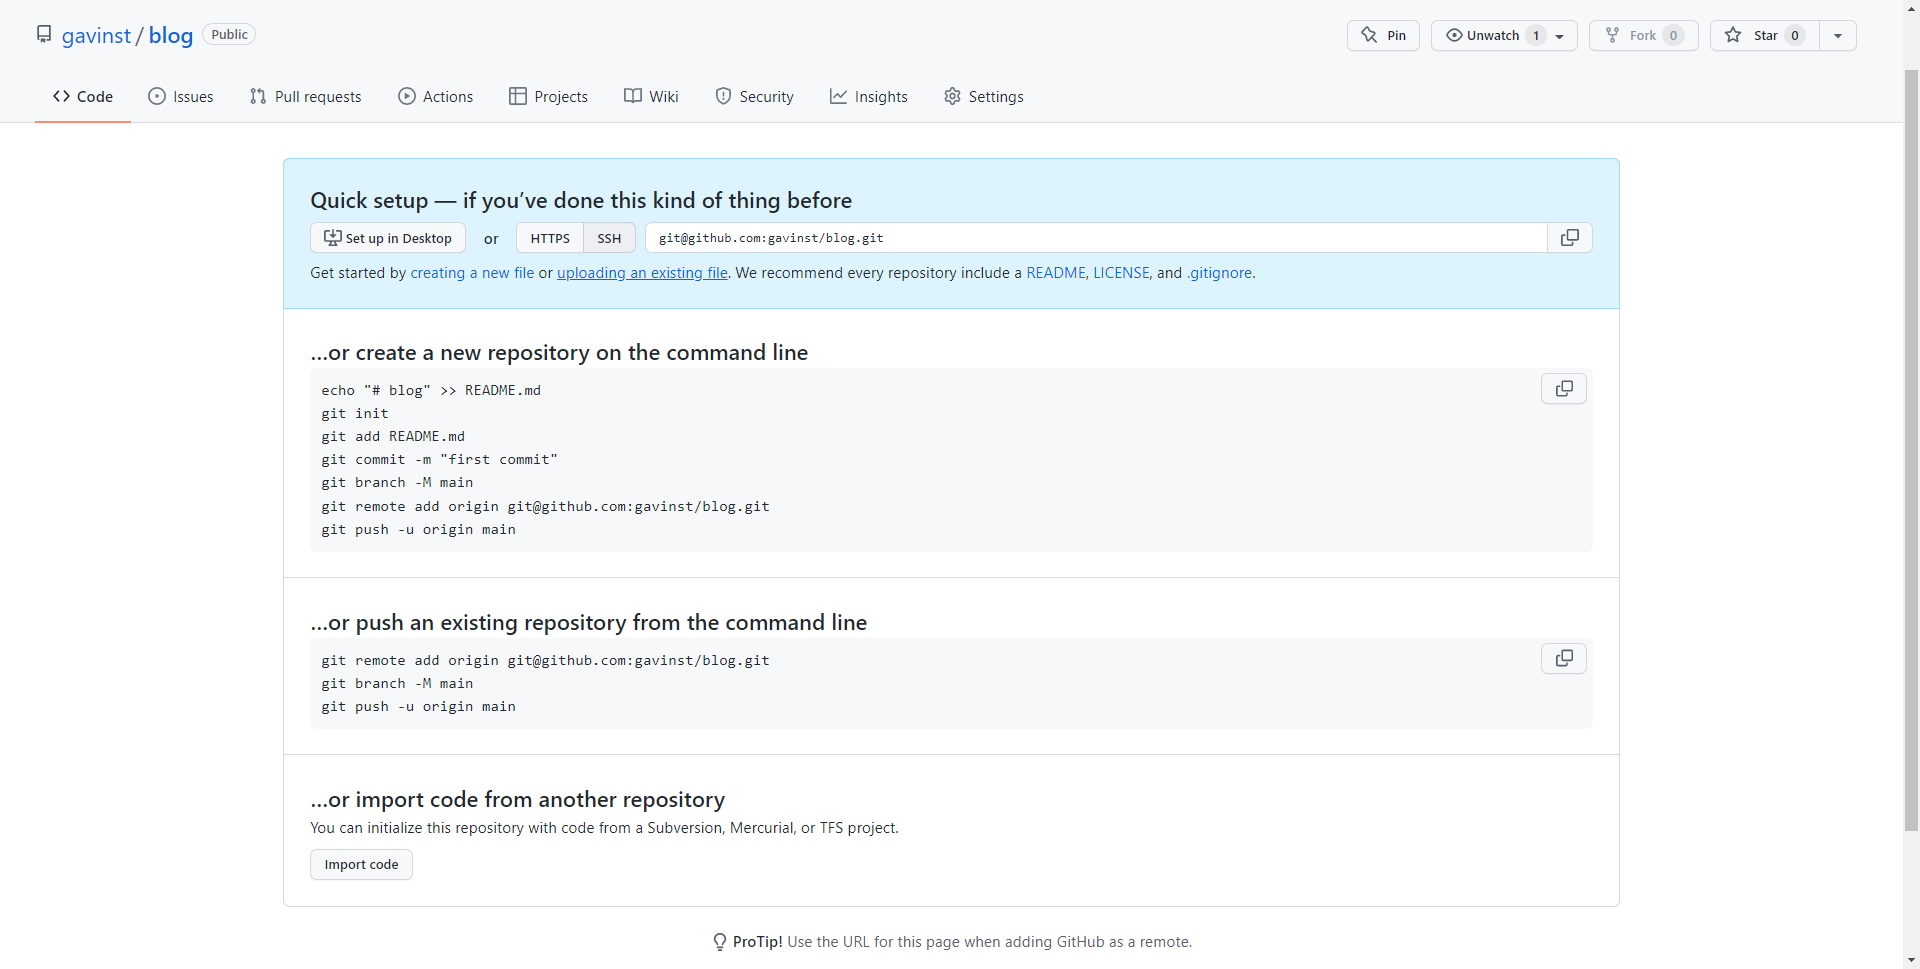 gavinst / blog Public
Pin
Unwatch 1
Fork 0
Star 0
Code
Issues
Pull requests
Actions
Projects
Wiki
Security
Insights
Settings
Quick setup — if you’ve done this kind of thing before
Set up in Desktop or HTTPS SSH git@github.com:gavinst/blog.git
Get started by creating a new file or uploading an existing file. We recommend every repository include a README, LICENSE, and .gitignore.
…or create a new repository on the command line
echo "# blog" >> README.md
git init
git add README.md
git commit -m "first commit"
git branch -M main
git remote add origin git@github.com:gavinst/blog.git
git push -u origin main
…or push an existing repository from the command line
git remote add origin git@github.com:gavinst/blog.git
git branch -M main
git push -u origin main
…or import code from another repository
You can initialize this repository with code from a Subversion, Mercurial, or TFS project.
Import code
ProTip! Use the URL for this page when adding GitHub as a remote.